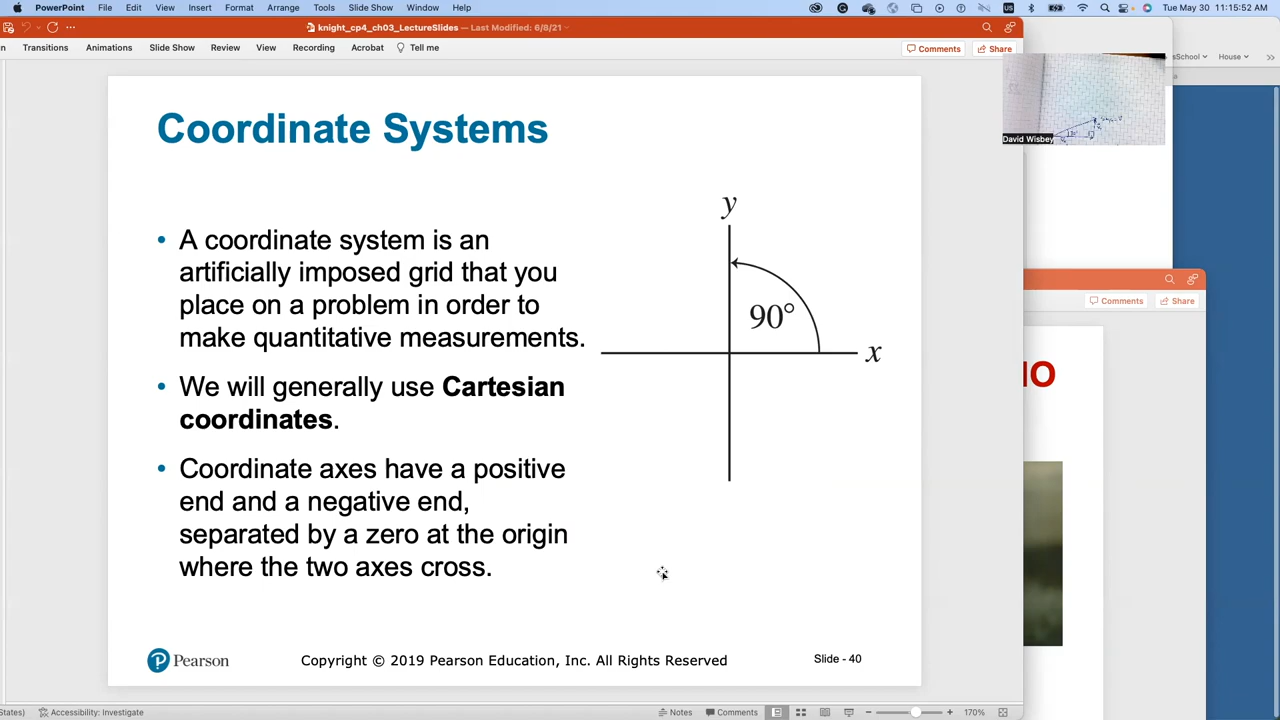 PowerPoint File Edit View Insert Format Arrange Tools Slide Show Window Help
US
Tue May 30 11:15:52 AM
knight_cp4_ch03_LectureSlides — Last Modified: 6/8/21
Transitions Animations Slide Show Review View Recording Acrobat Tell me
Comments Share
House
David Wisbey
Comments Share
Coordinate Systems
• A coordinate system is an
artificially imposed grid that you
place on a problem in order to
make quantitative measurements.
• We will generally use Cartesian
coordinates.
• Coordinate axes have a positive
end and a negative end,
separated by a zero at the origin
where the two axes cross.
y
90°
x
IO
Pearson
Copyright © 2019 Pearson Education, Inc. All Rights Reserved
Slide - 40
States) Accessibility: Investigate
Notes Comments 170%